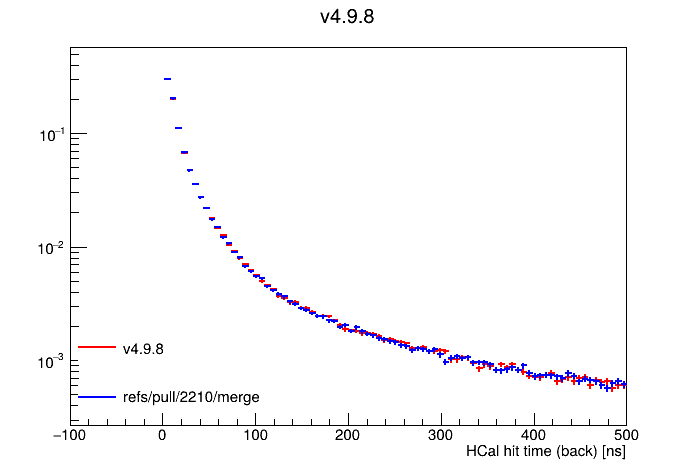 v4.9.8
10⁻¹
10⁻²
10⁻³
v4.9.8
refs/pull/2210/merge
−100 0 100 200 300 400 500
HCal hit time (back) [ns]